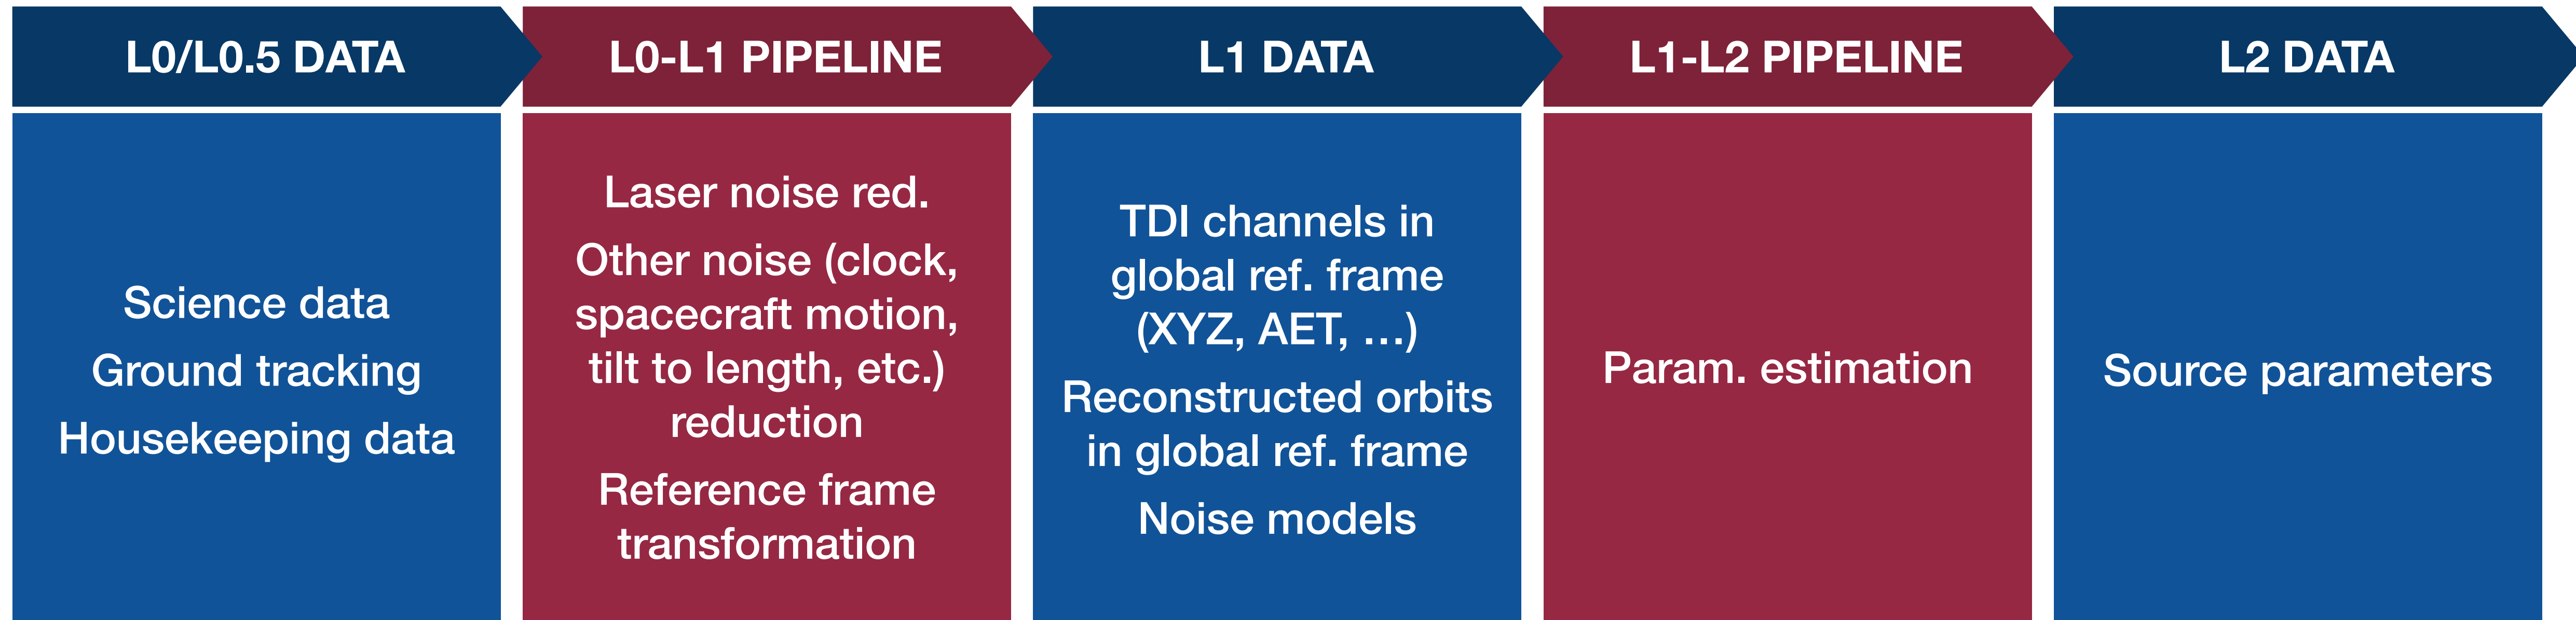 L0/L0.5 DATA
Science data
Ground tracking
Housekeeping data
L0-L1 PIPELINE
Laser noise red.
Other noise (clock,
spacecraft motion,
tilt to length, etc.)
reduction
Reference frame
transformation
L1 DATA
TDI channels in
global ref. frame
(XYZ, AET, …)
Reconstructed orbits
in global ref. frame
Noise models
L1-L2 PIPELINE
Param. estimation
L2 DATA
Source parameters